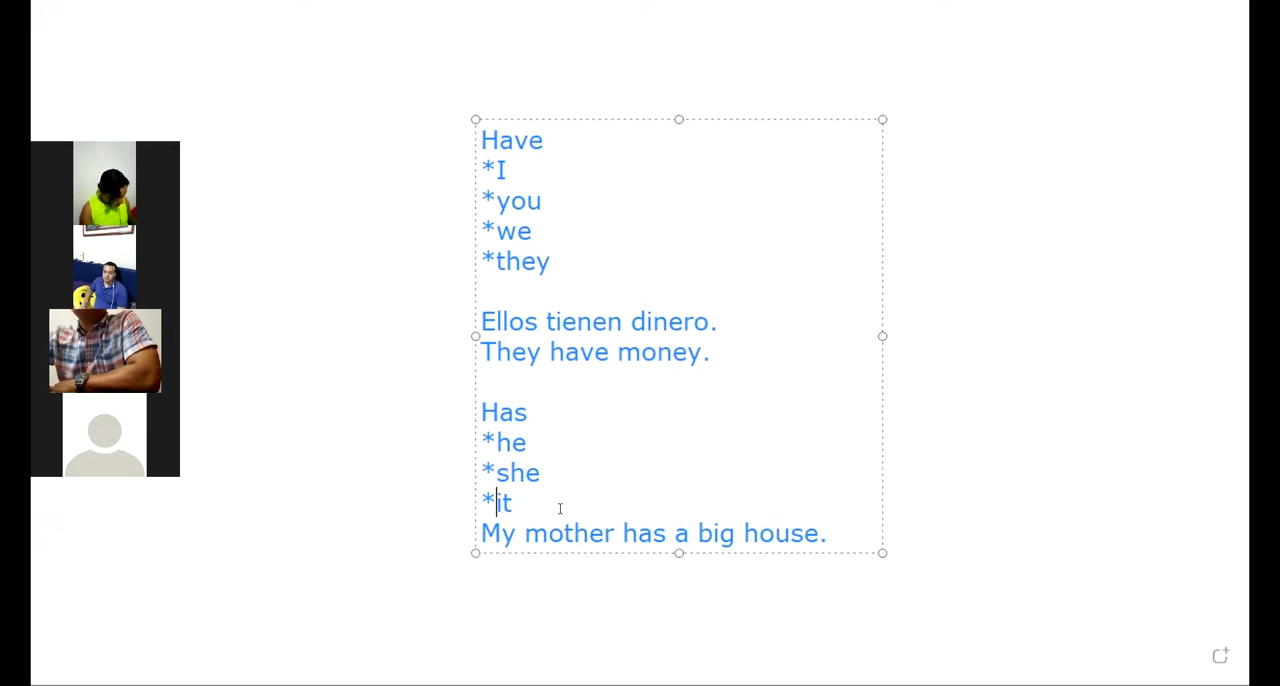 Have
*I
*you
*we
*they
Ellos tienen dinero.
They have money.
Has
*he
*she
*it
My mother has a big house.